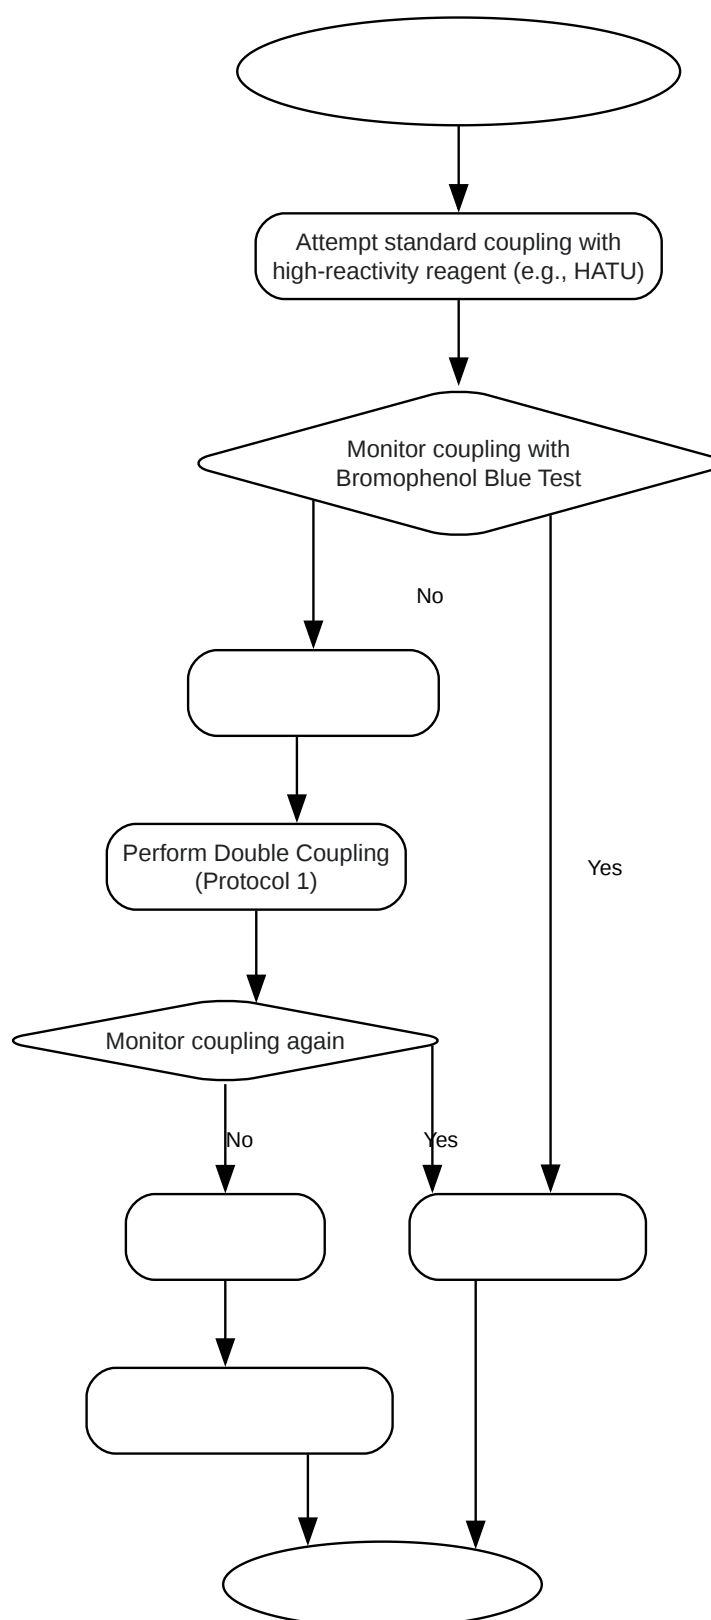 Attempt standard coupling with
high-reactivity reagent (e.g., HATU)
Monitor coupling with
Bromophenol Blue Test
No
Perform Double Coupling
(Protocol 1)
Yes
Monitor coupling again
No
Yes